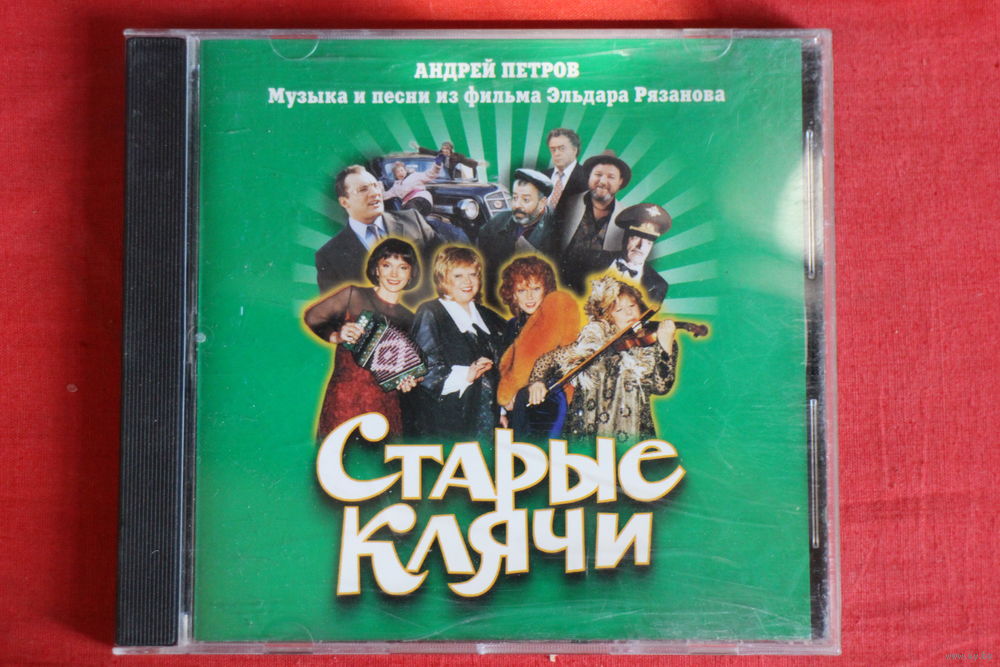 АНДРЕЙ ПЕТРОВ
Музыка и песни из фильма Эльдара Рязанова
Старые
клячи